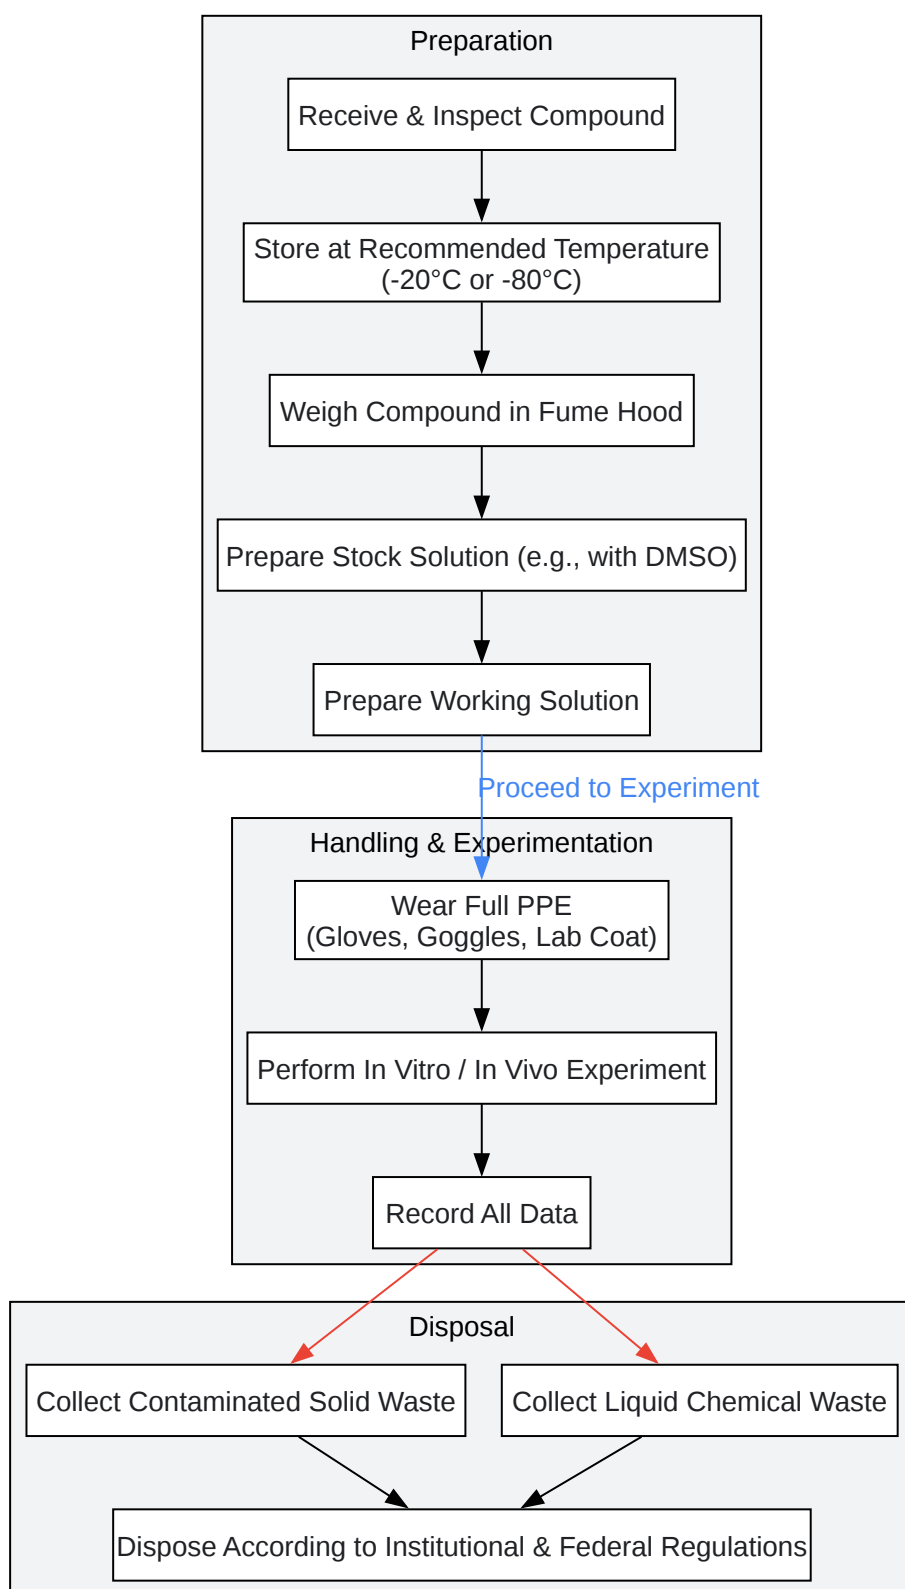 Preparation
Receive & Inspect Compound
Store at Recommended Temperature
(-20°C or -80°C)
Weigh Compound in Fume Hood
Prepare Stock Solution (e.g., with DMSO)
Prepare Working Solution
Proceed to Experiment
Handling & Experimentation
Wear Full PPE
(Gloves, Goggles, Lab Coat)
Perform In Vitro / In Vivo Experiment
Record All Data
Disposal
Collect Contaminated Solid Waste
Collect Liquid Chemical Waste
Dispose According to Institutional & Federal Regulations